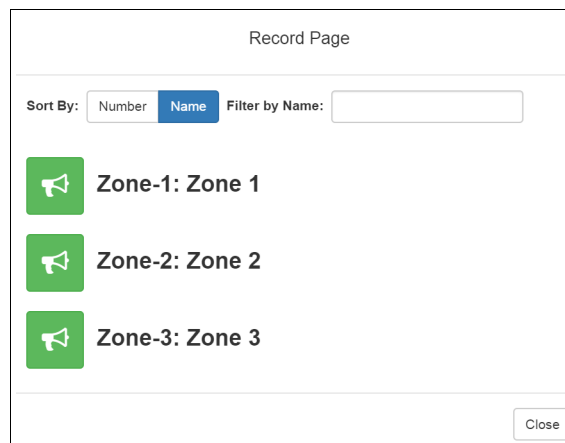 Record Page
Sort By: Number Name Filter by Name:
Zone-1: Zone 1
Zone-2: Zone 2
Zone-3: Zone 3
Close